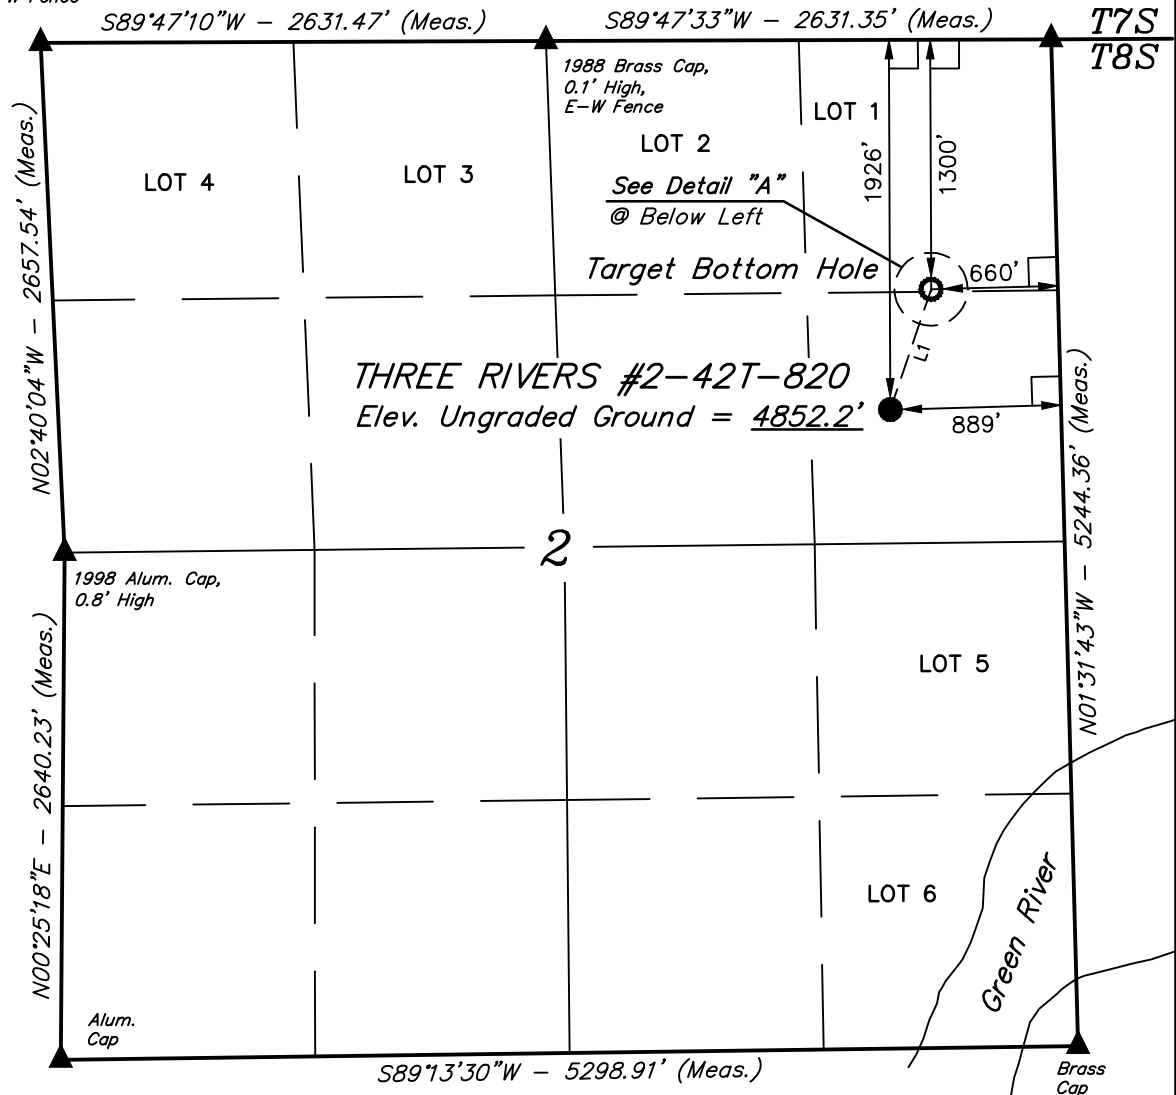 S89°47'10"W - 2631.47' (Meas.)
S89°47'33"W - 2631.35' (Meas.)
T7S
T8S
1988 Brass Cap,
0.1' High,
E-W Fence
LOT 1
LOT 2
LOT 3
LOT 4
1926'
1300'
See Detail "A"
@ Below Left
Target Bottom Hole
660'
L1
THREE RIVERS #2-42T-820
Elev. Ungraded Ground = 4852.2'
889'
N02°40'04"W - 2657.54' (Meas.)
N01°31'43"W - 5244.36' (Meas.)
2
1998 Alum. Cap,
0.8' High
LOT 5
N00°25'18"E - 2640.23' (Meas.)
LOT 6
Green River
Alum.
Cap
S89°13'30"W - 5298.91' (Meas.)
Brass
Cap